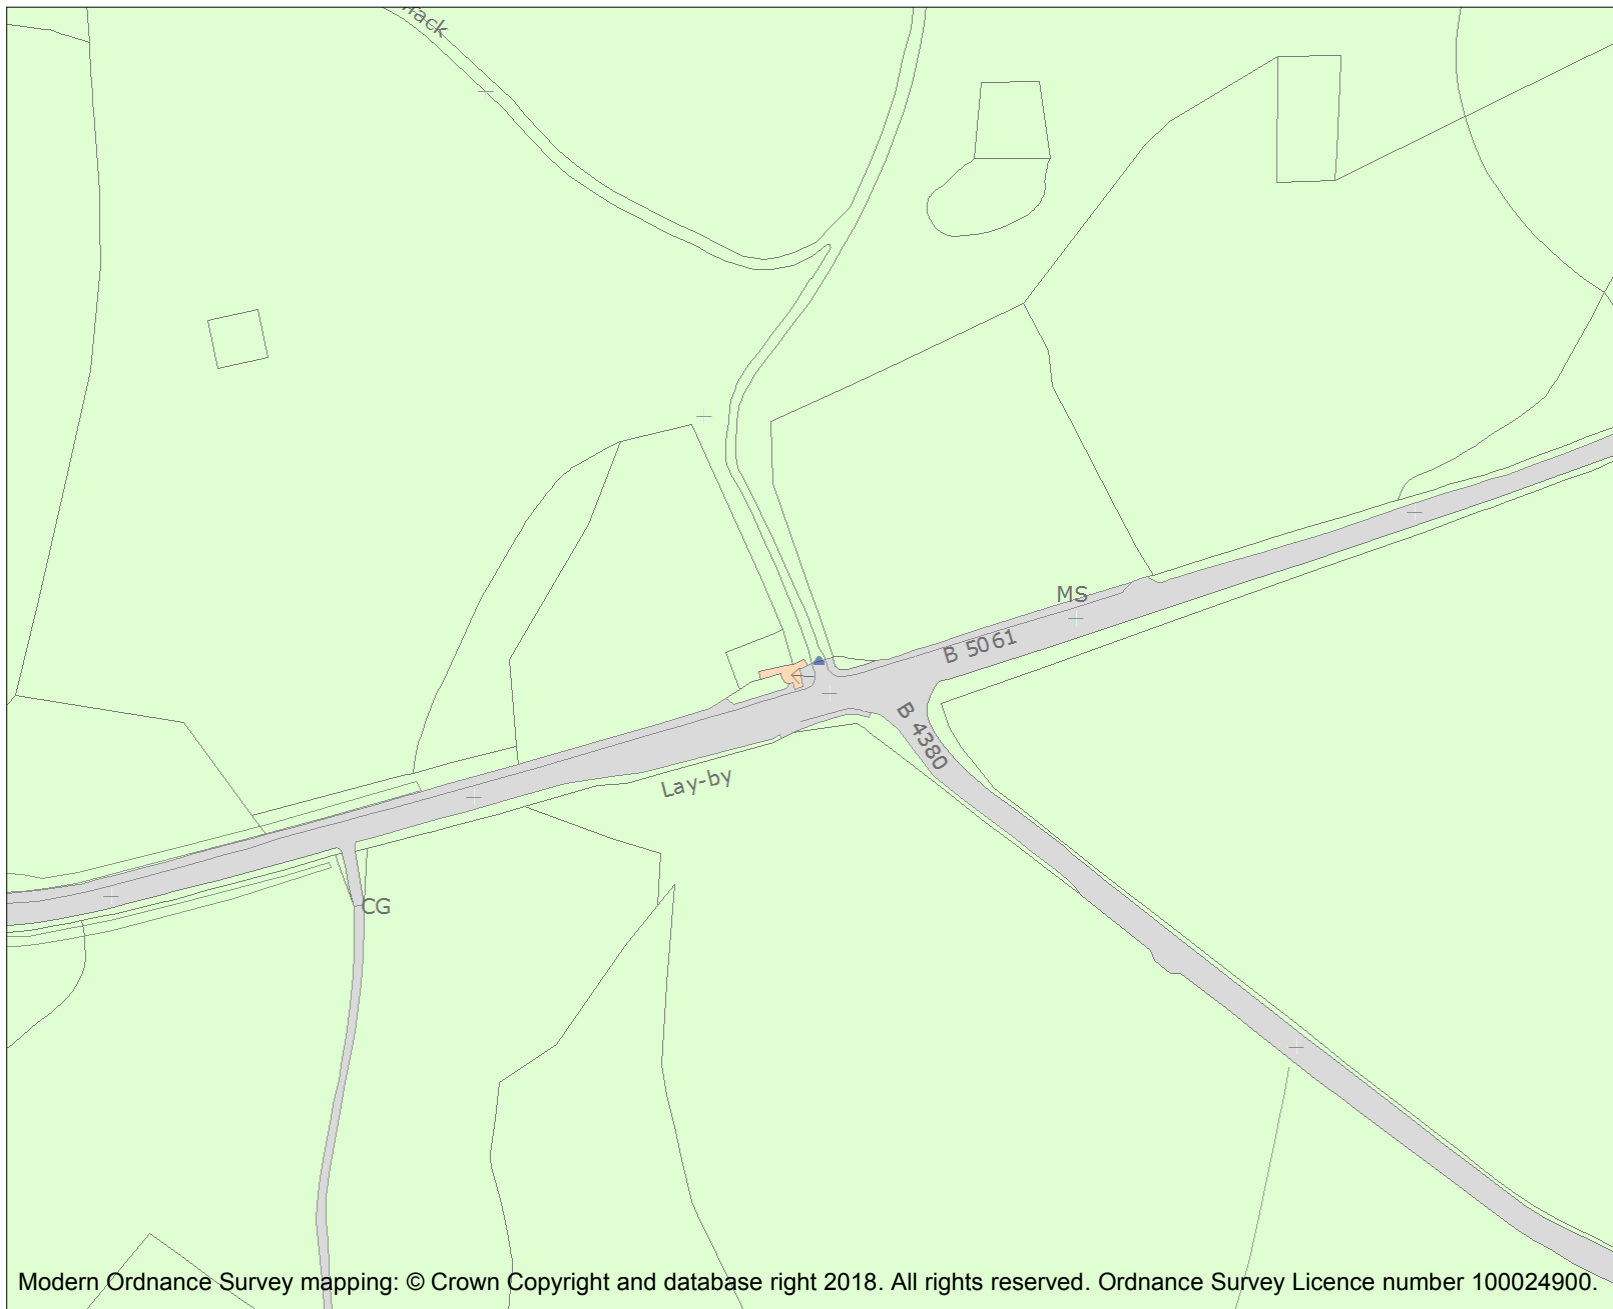 MS
B 5061
B 4380
Lay-by
CG
Modern Ordnance Survey mapping: © Crown Copyright and database right 2018. All rights reserved. Ordnance Survey Licence number 100024900.